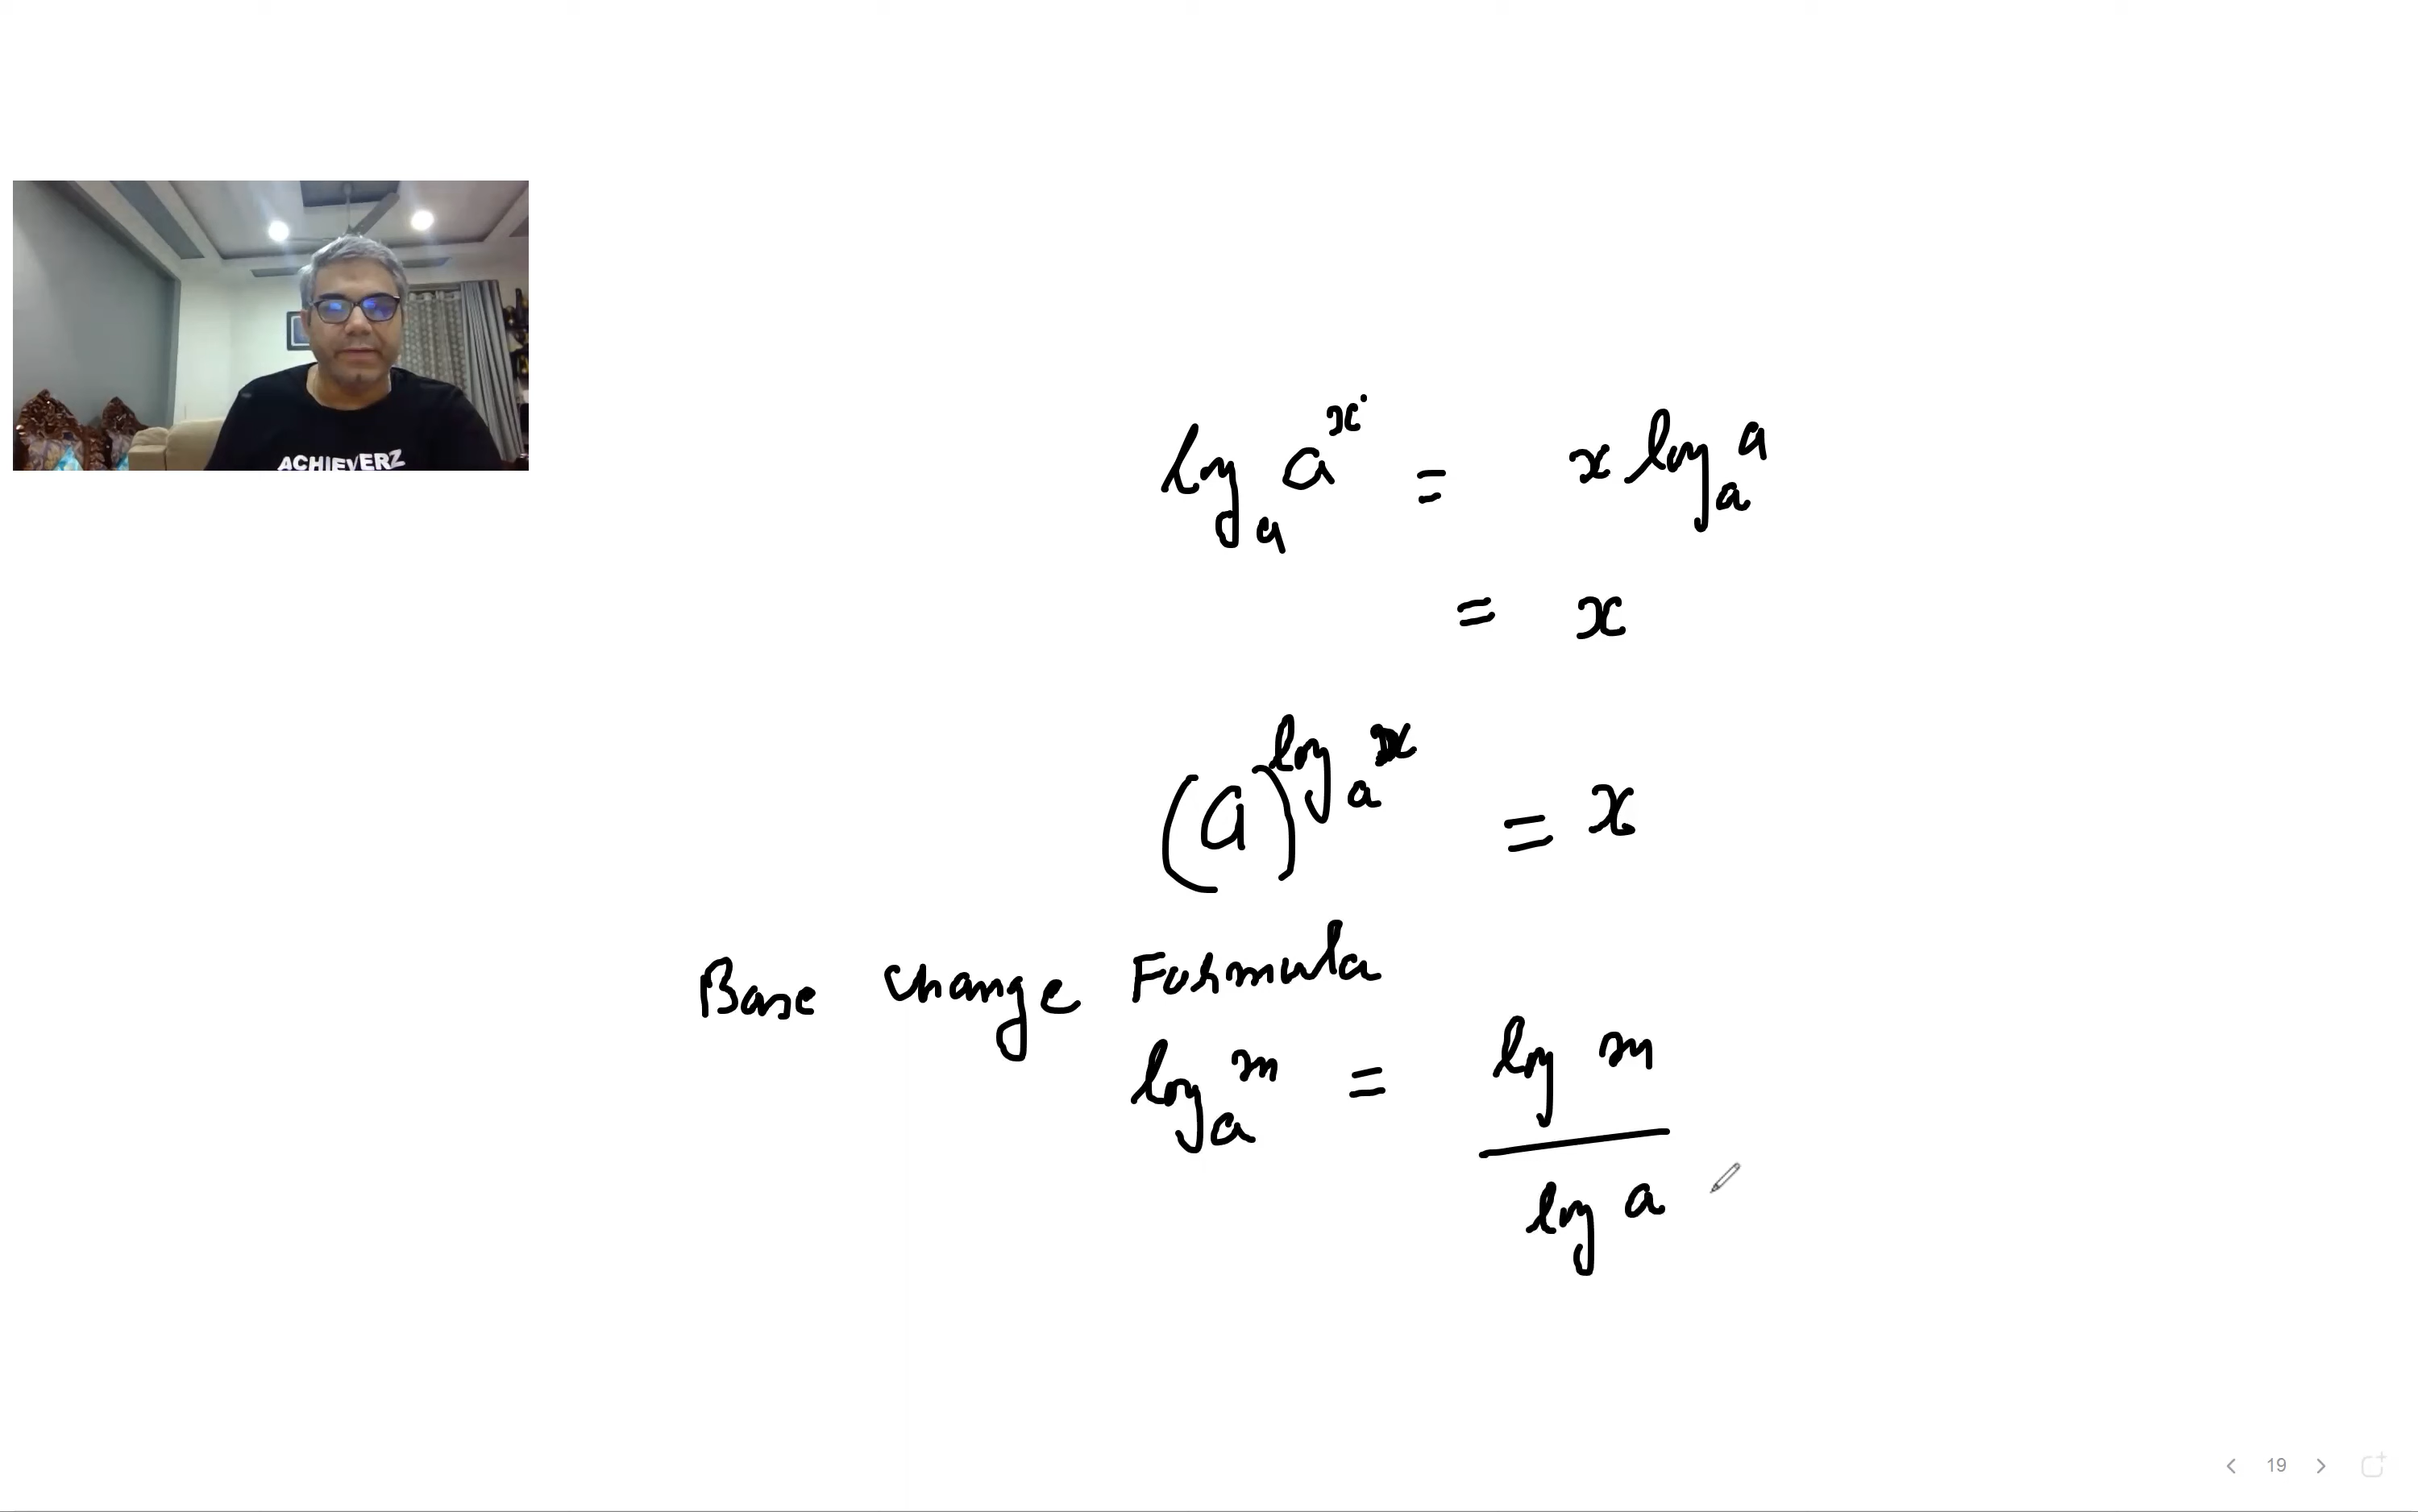 ACHIEVERZ
log_a a^x = x log_a a
= x
(a)^log_a x = x
Base change Formula
log_a m = log m / log a
19